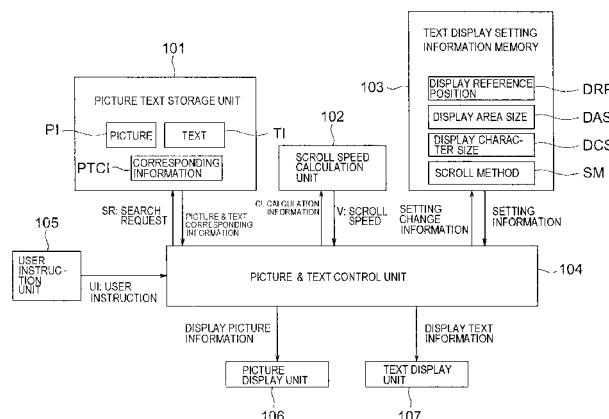 101
PICTURE TEXT STORAGE UNIT
PI
PICTURE
TEXT
TI
PTCI
CORRESPONDING
INFORMATION
102
SCROLL SPEED
CALCULATION
UNIT
TEXT DISPLAY SETTING
INFORMATION MEMORY
103
DISPLAY REFERENCE
POSITION
DRP
DISPLAY AREA SIZE
DAS
DISPLAY CHARAC-
TER SIZE
DCS
SCROLL METHOD
SM
SR: SEARCH
REQUEST
PICTURE & TEXT
CORRESPONDING
INFORMATION
CI: CALCULATION
INFORMATION
V: SCROLL
SPEED
SETTING
CHANGE
INFORMATION
SETTING
INFORMATION
105
USER
INSTRUC-
TION
UNIT
UI: USER
INSTRUCTION
PICTURE & TEXT CONTROL UNIT
104
DISPLAY PICTURE
INFORMATION
DISPLAY TEXT
INFORMATION
PICTURE
DISPLAY UNIT
106
TEXT DISPLAY
UNIT
107